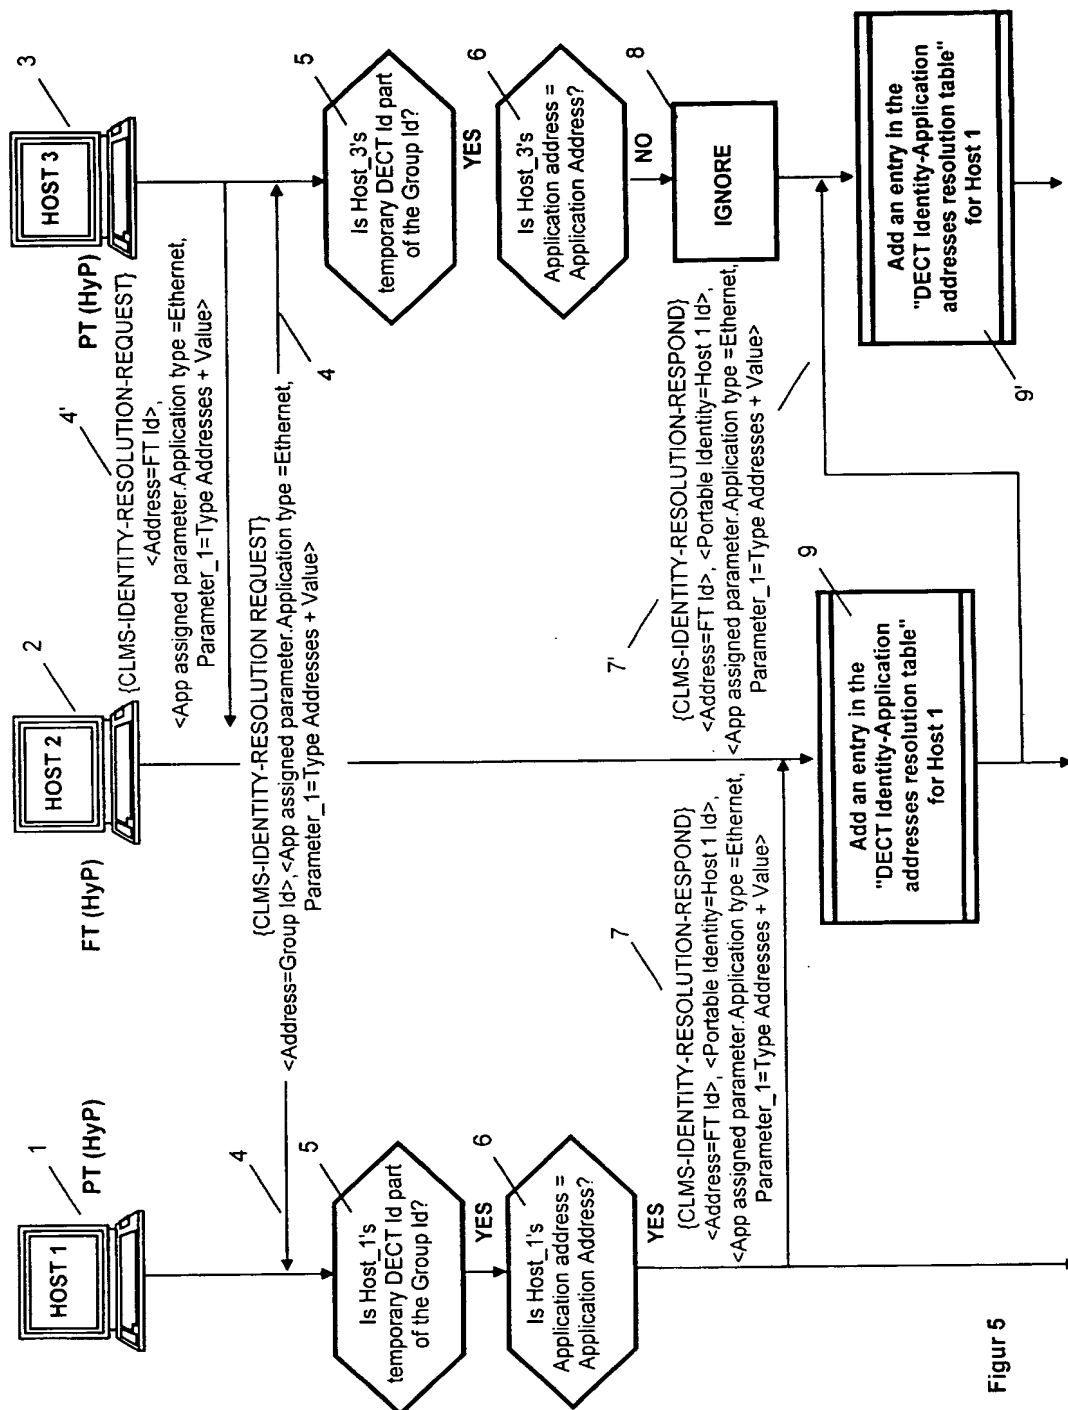 HOST 1
1
PT (HyP)
HOST 2
2
FT (HyP)
HOST 3
3
PT (HyP)
4'
{CLMS-IDENTITY-RESOLUTION-REQUEST}
<Address=FT Id>,
<App assigned parameter.Application type =Ethernet,
Parameter_1=Type Addresses + Value>
{CLMS-IDENTITY-RESOLUTION REQUEST}
<Address=Group Id>,<App assigned parameter.Application type =Ethernet,
Parameter_1=Type Addresses + Value>
4
4
5
Is Host_1's
temporary DECT Id part
of the Group Id?
YES
6
Is Host_1's
Application address =
Application Address?
YES
5
Is Host_3's
temporary DECT Id part
of the Group Id?
YES
6
Is Host_3's
Application address =
Application Address?
NO
8
IGNORE
7
{CLMS-IDENTITY-RESOLUTION-RESPOND}
<Address=FT Id>, <Portable Identity=Host 1 Id>,
<App assigned parameter.Application type =Ethernet,
Parameter_1=Type Addresses + Value>
7'
{CLMS-IDENTITY-RESOLUTION-RESPOND}
<Address=FT Id>, <Portable Identity=Host 1 Id>,
<App assigned parameter.Application type =Ethernet,
Parameter_1=Type Addresses + Value>
9
Add an entry in the
"DECT Identity-Application
addresses resolution table"
for Host 1
9'
Add an entry in the
"DECT Identity-Application
addresses resolution table"
for Host 1
Figur 5